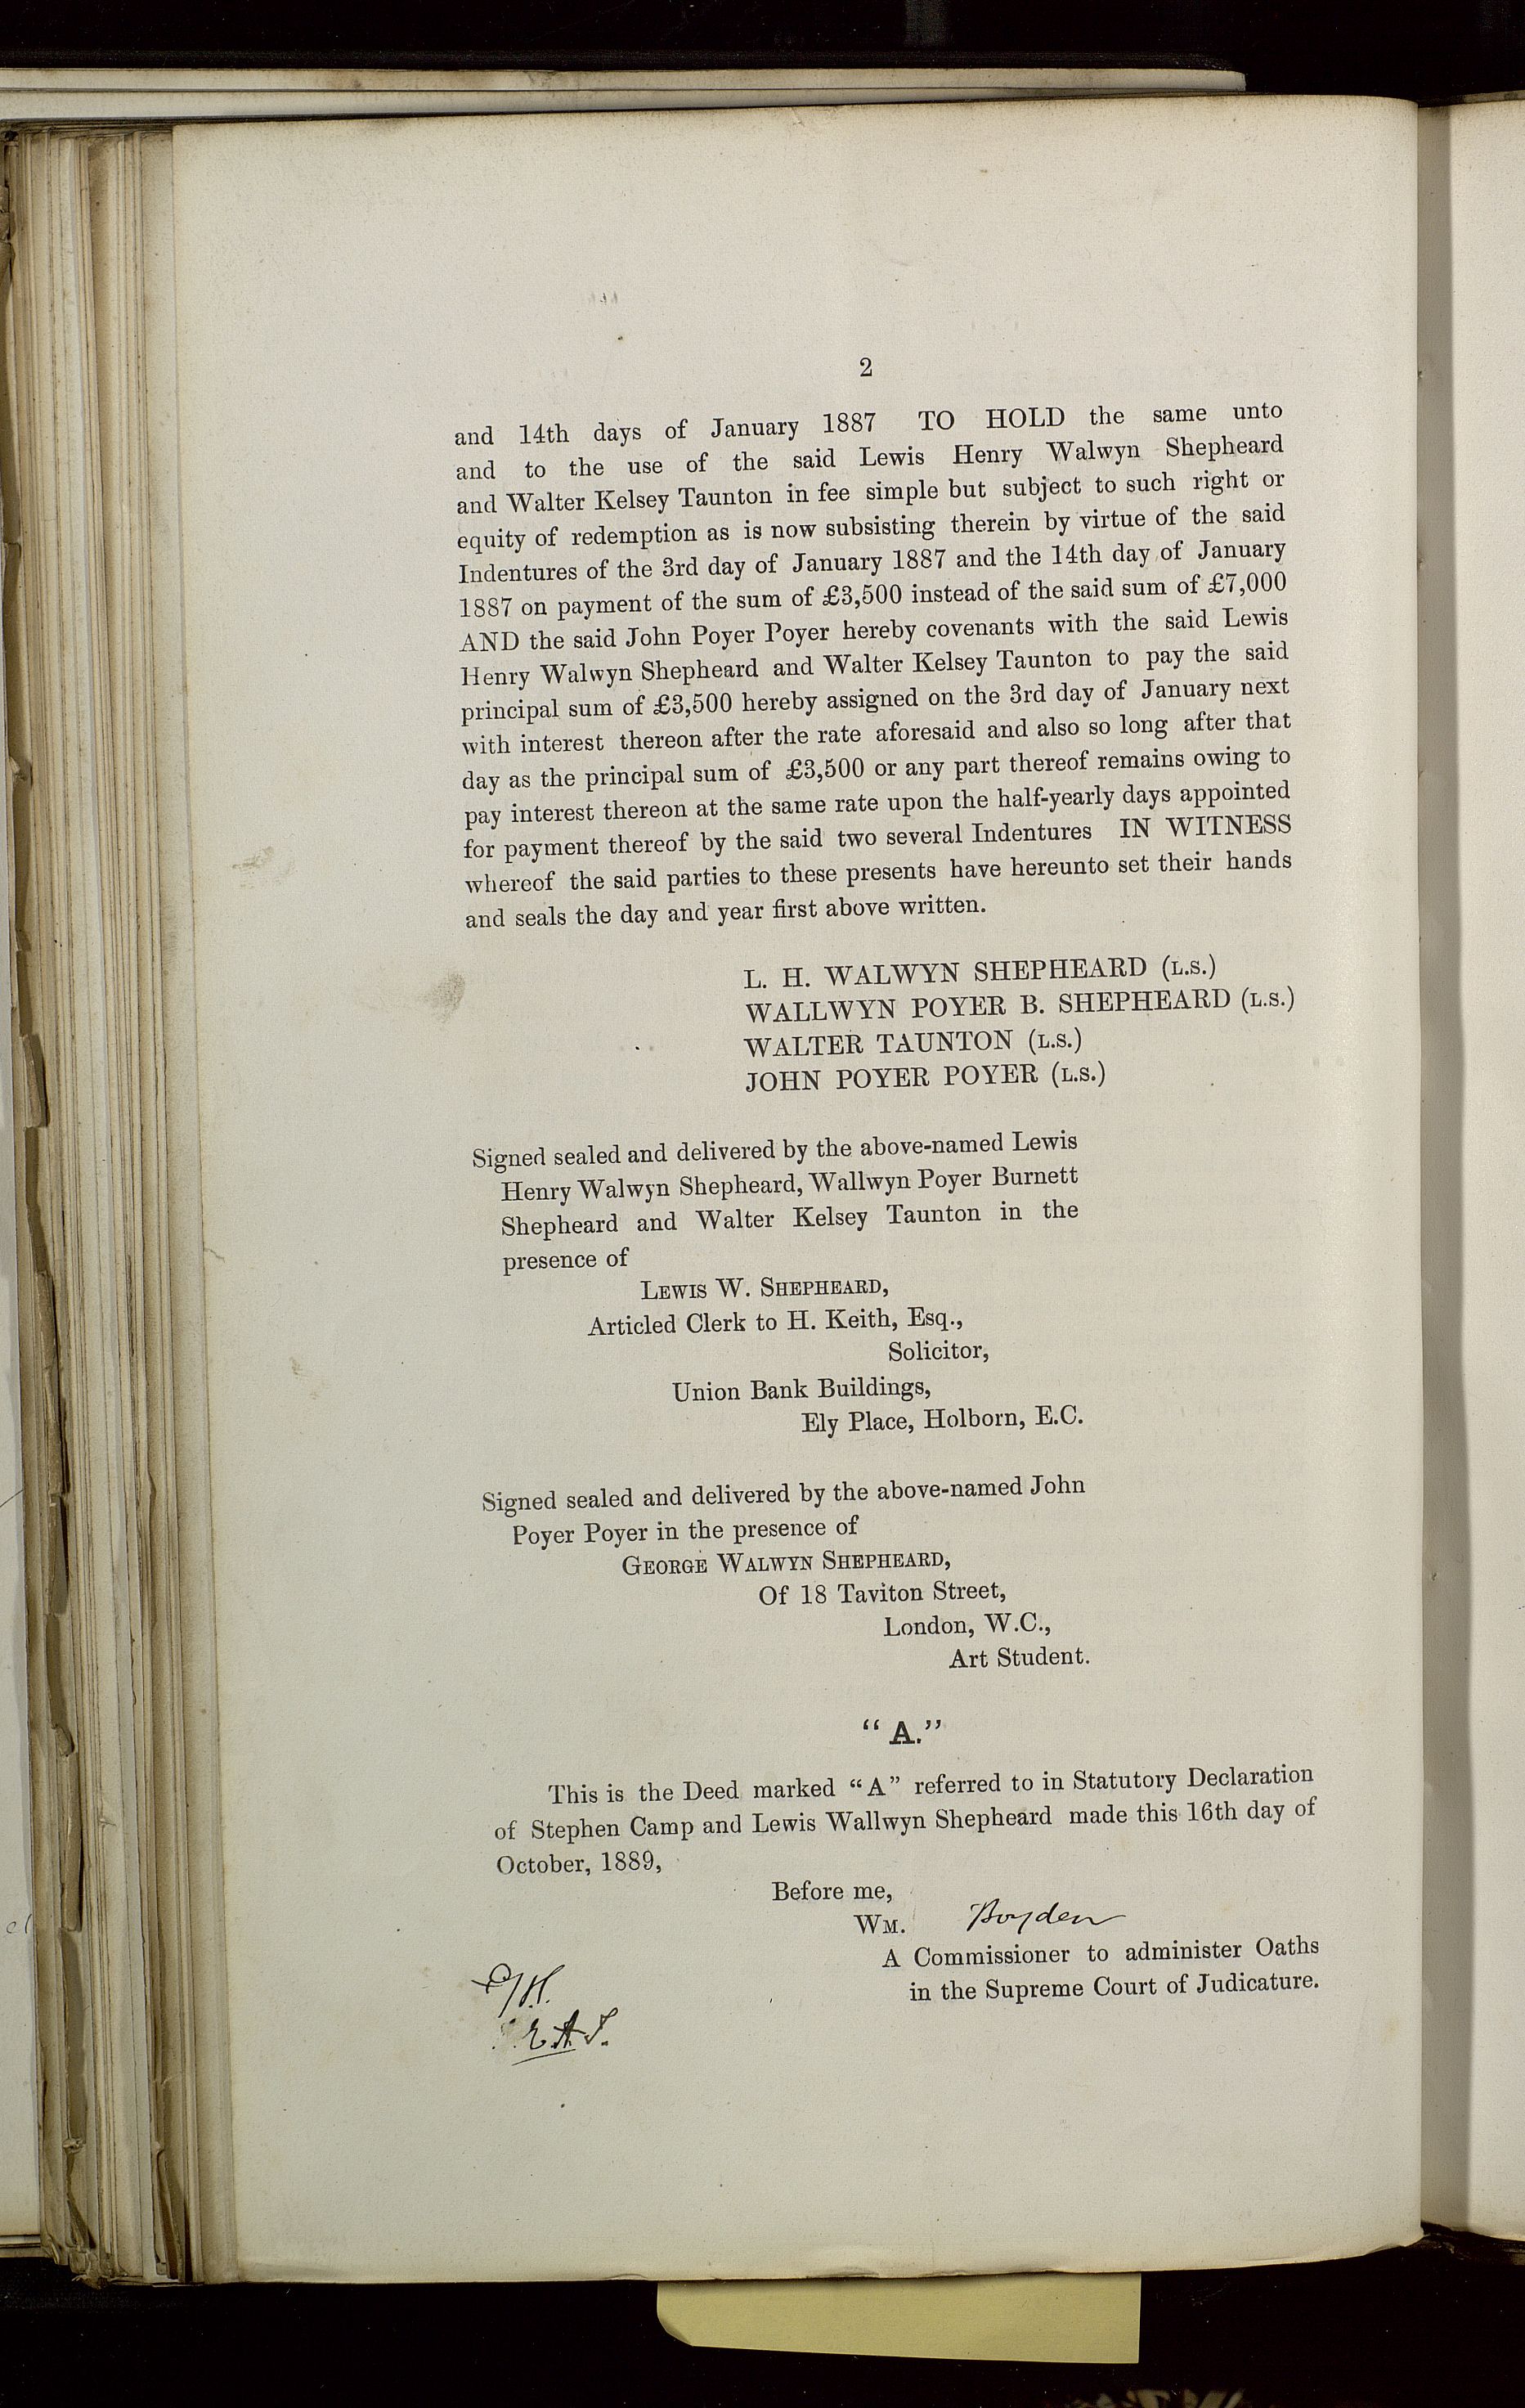 2
and 14th days of January 1887 TO HOLD the same unto
and to the use of the said Lewis Henry Walwyn Shepheard
and Walter Kelsey Taunton in fee simple but subject to such right or
equity of redemption as is now subsisting therein by virtue of the said
Indentures of the 3rd day of January 1887 and the 14th day of January
1887 on payment of the sum of £3,500 instead of the said sum of £7,000
AND the said John Poyer Poyer hereby covenants with the said Lewis
Henry Walwyn Shepheard and Walter Kelsey Taunton to pay the said
principal sum of £3,500 hereby assigned on the 3rd day of January next
with interest thereon after the rate aforesaid and also so long after that
day as the principal sum of £3,500 or any part thereof remains owing to
pay interest thereon at the same rate upon the half-yearly days appointed
for payment thereof by the said two several Indentures IN WITNESS
whereof the said parties to these presents have hereunto set their hands
and seals the day and year first above written.
L. H. WALWYN SHEPHEARD (L.S.)
WALLWYN POYER B. SHEPHEARD (L.S.)
WALTER TAUNTON (L.S.)
JOHN POYER POYER (L.S.)
Signed sealed and delivered by the above-named Lewis
Henry Walwyn Shepheard, Wallwyn Poyer Burnett
Shepheard and Walter Kelsey Taunton in the
presence of
LEWIS W. SHEPHEARD,
Articled Clerk to H. Keith, Esq.,
Solicitor,
Union Bank Buildings,
Ely Place, Holborn, E.C.
Signed sealed and delivered by the above-named John
Poyer Poyer in the presence of
GEORGE WALWYN SHEPHEARD,
Of 18 Taviton Street,
London, W.C.,
Art Student.
"A."
This is the Deed marked "A" referred to in Statutory Declaration
of Stephen Camp and Lewis Wallwyn Shepheard made this 16th day of
October, 1889,
Before me,
WM. Boyden
A Commissioner to administer Oaths
in the Supreme Court of Judicature.